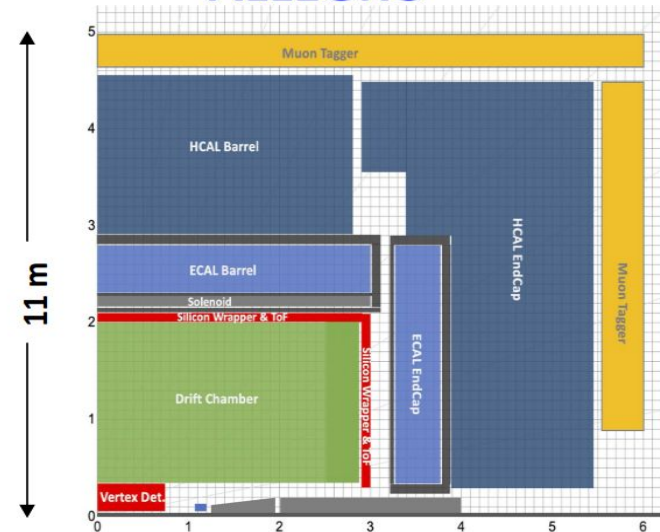 5
Muon Tagger
4
HCAL Barrel
3
HCAL EndCap
ECAL Barrel
Muon Tagger
11 m
Solenoid
2
Silicon Wrapper & ToF
Silicon Wrapper & ToF
ECAL EndCap
Drift Chamber
1
Vertex Det.
0
0 1 2 3 4 5 6